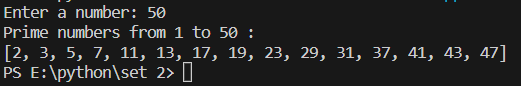 Enter a number: 50
Prime numbers from 1 to 50 :
[2, 3, 5, 7, 11, 13, 17, 19, 23, 29, 31, 37, 41, 43, 47]
PS E:\python\set 2>